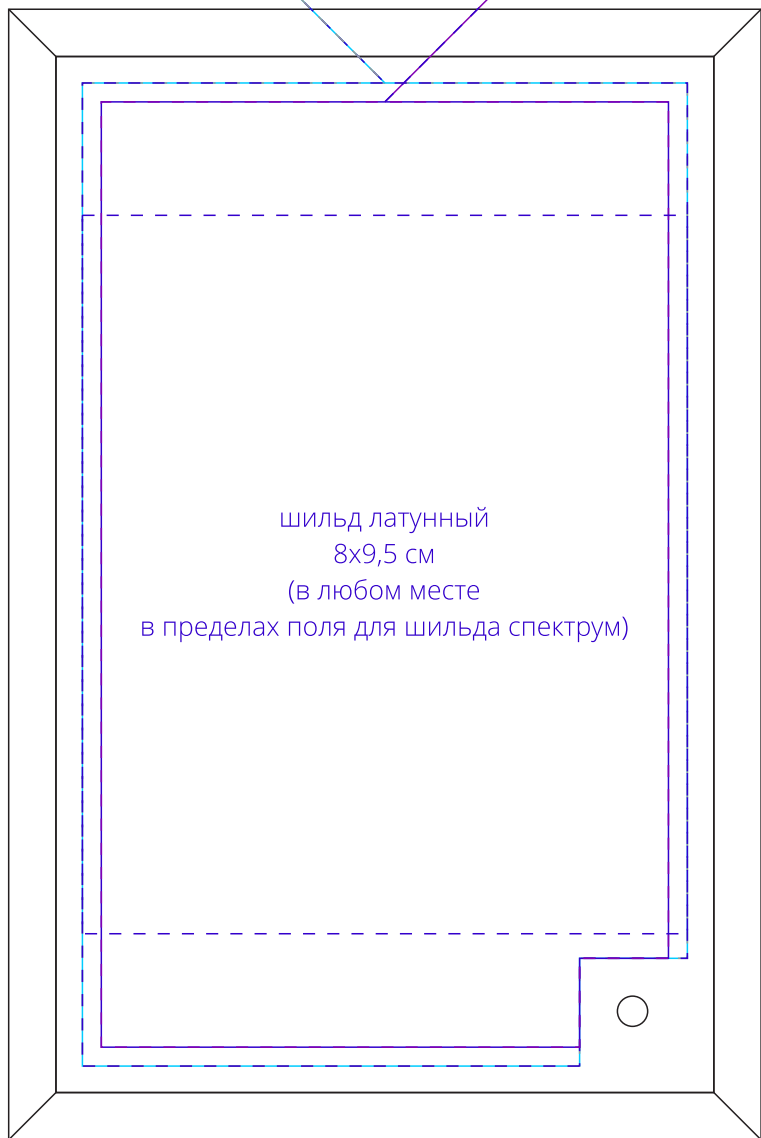 шильд латунный
8х9,5 см
(в любом месте
в пределах поля для шильда спектрум)